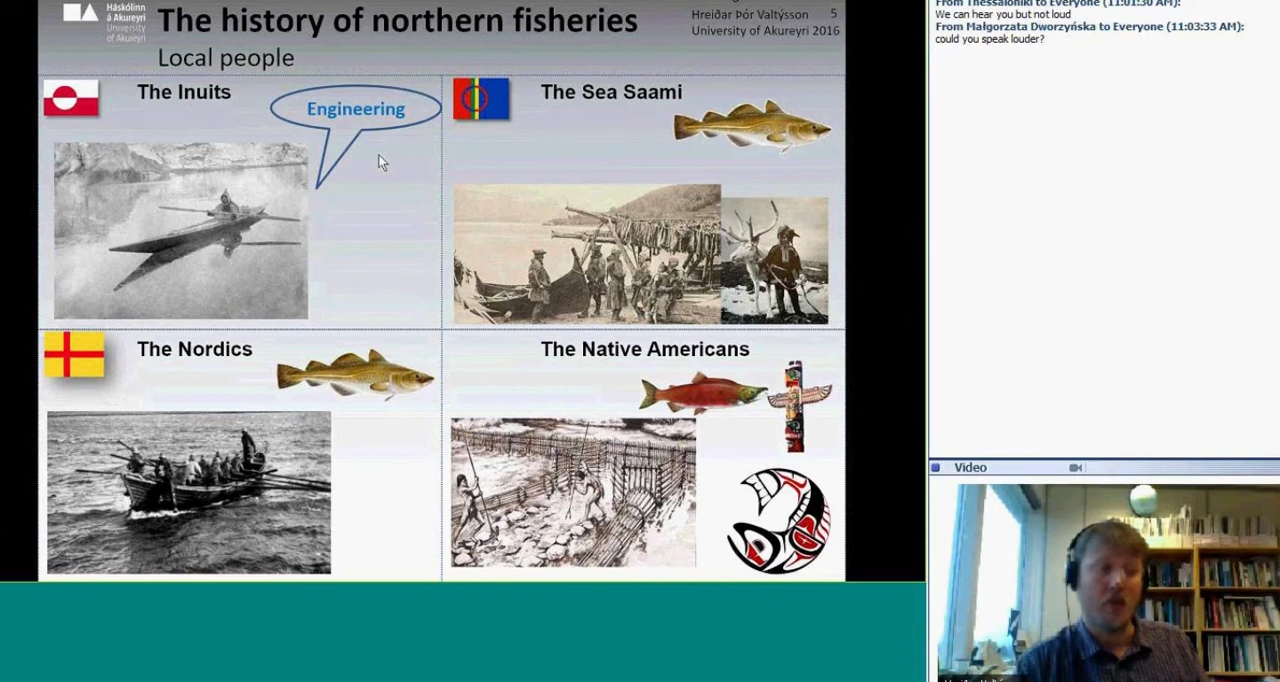 Háskólinn
á Akureyri
University
of Akureyri
The history of northern fisheries
Hreiðar Þór Valtýsson 5
University of Akureyri 2016
Local people
The Inuits
Engineering
The Sea Saami
The Nordics
The Native Americans
From Thessaloniki to Everyone (11:01:30 AM):
We can hear you but not loud
From Małgorzata Dworzyńska to Everyone (11:03:33 AM):
could you speak louder?
Video